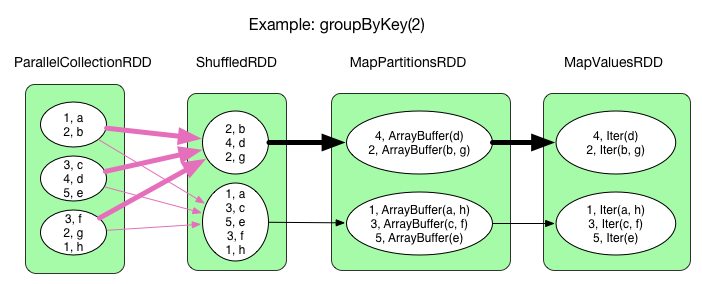 Example: groupByKey(2)
ParallelCollectionRDD
ShuffledRDD
MapPartitionsRDD
MapValuesRDD
1, a
2, b
3, c
4, d
5, e
3, f
2, g
1, h
2, b
4, d
2, g
1, a
3, c
5, e
3, f
1, h
4, ArrayBuffer(d)
2, ArrayBuffer(b, g)
1, ArrayBuffer(a, h)
3, ArrayBuffer(c, f)
5, ArrayBuffer(e)
4, Iter(d)
2, Iter(b, g)
1, Iter(a, h)
3, Iter(c, f)
5, Iter(e)